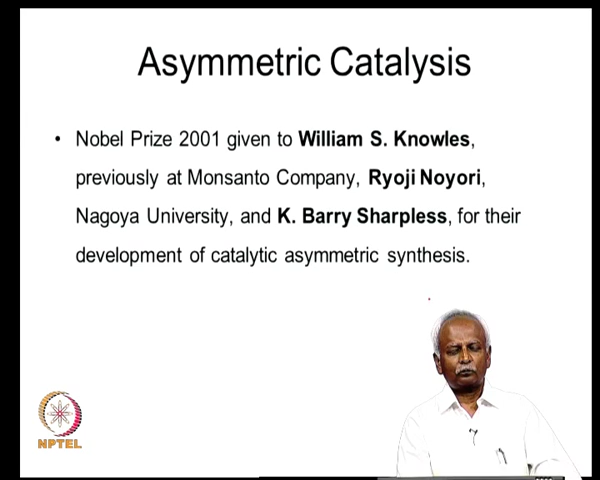 Asymmetric Catalysis
• Nobel Prize 2001 given to William S. Knowles,
previously at Monsanto Company, Ryoji Noyori,
Nagoya University, and K. Barry Sharpless, for their
development of catalytic asymmetric synthesis.
NPTEL